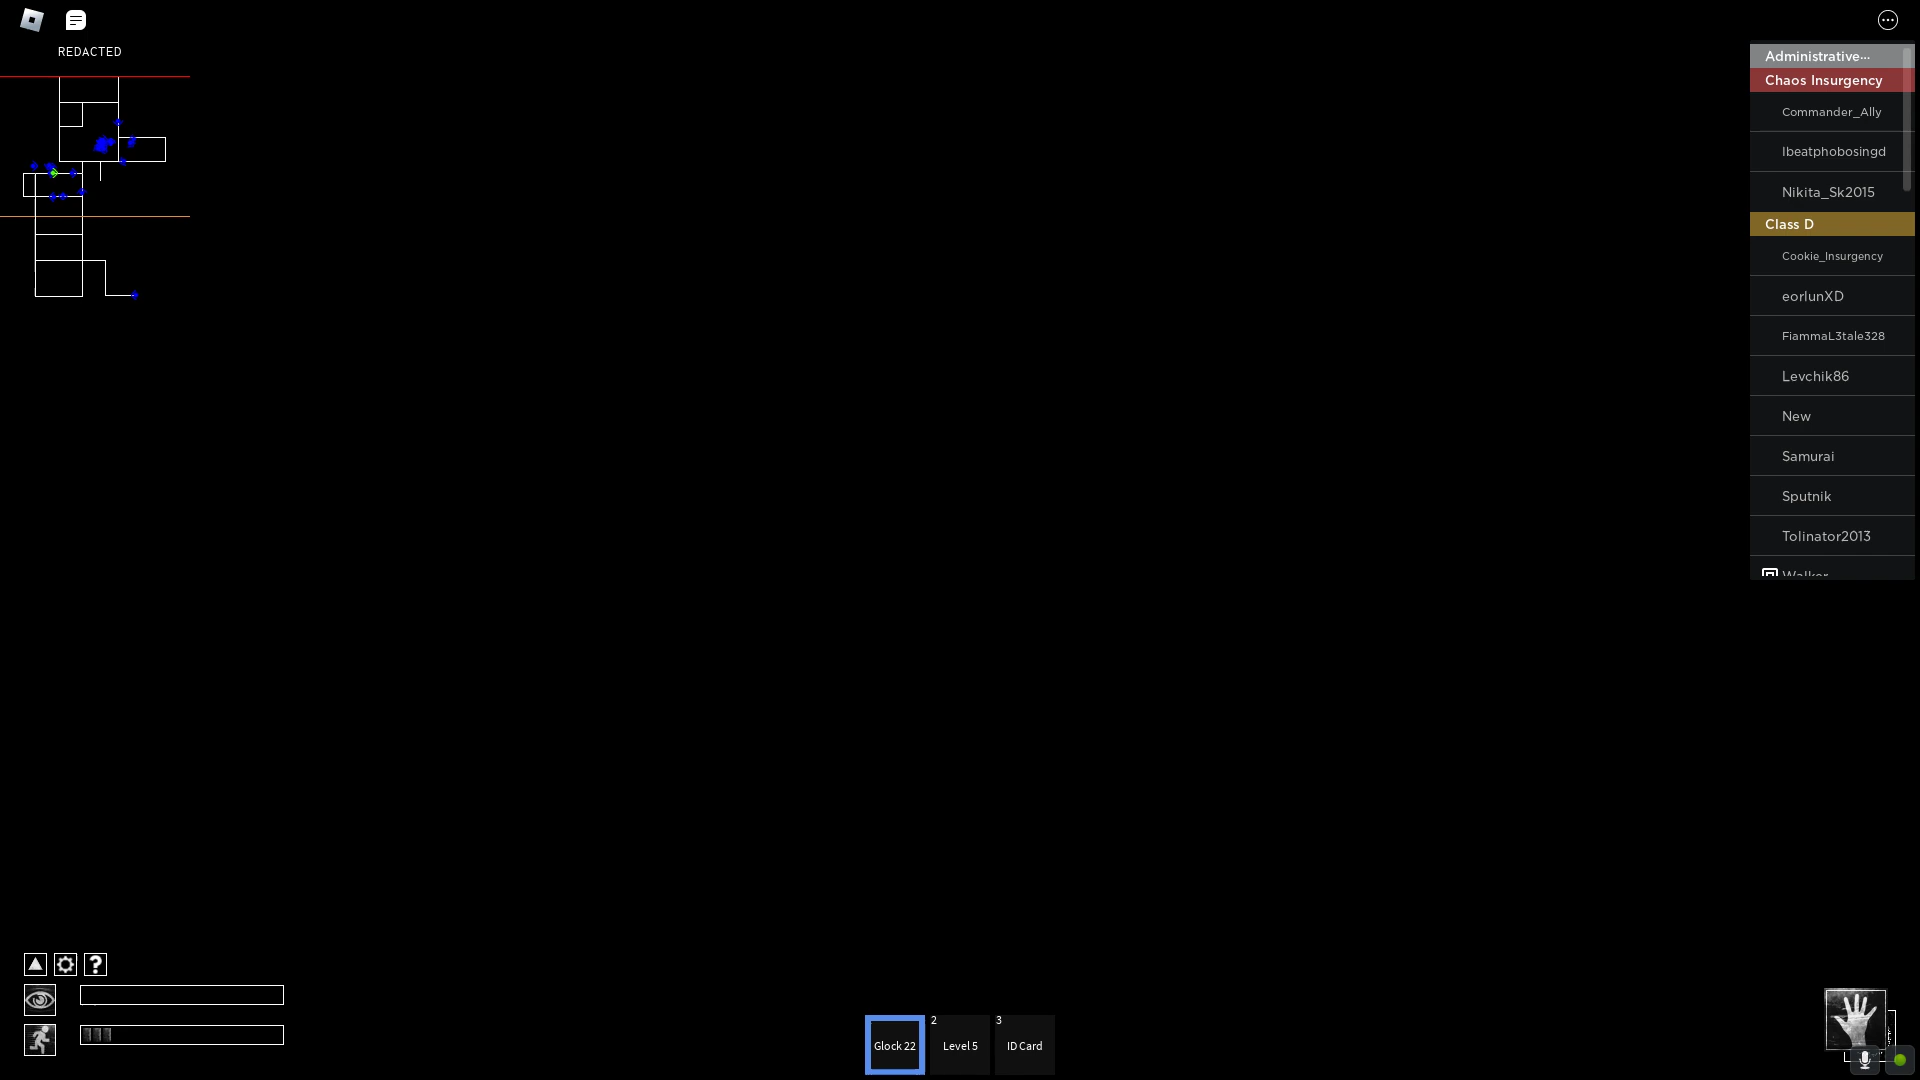 REDACTED
Administrative...
Chaos Insurgency
Commander_Ally
Ibeatphobosingd
Nikita_Sk2015
Class D
Cookie_Insurgency
eorlunXD
FiammaL3tale328
Levchik86
New
Samurai
Sputnik
Tolinator2013
Walker
?
Glock 22
2
Level 5
3
ID Card